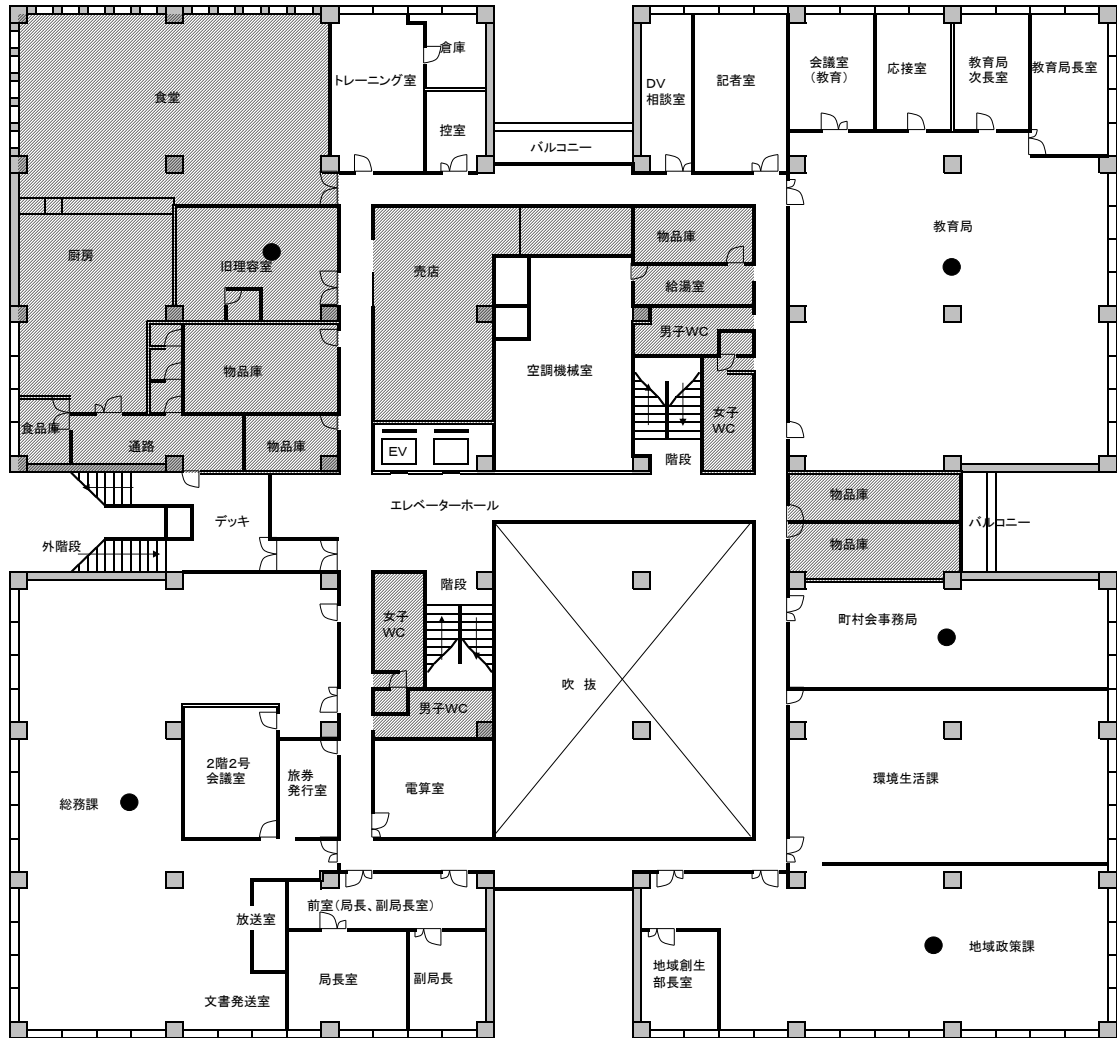 倉庫
トレーニング室
食堂
控室
バルコニー
DV
相談室
記者室
会議室
(教育)
応接室
教育局
次長室
教育局長室
厨房
旧理容室
売店
物品庫
給湯室
教育局
男子WC
物品庫
空調機械室
女子
WC
食品庫
通路
物品庫
EV
階段
物品庫
エレベーターホール
デッキ
バルコニー
外階段
物品庫
階段
女子
WC
町村会事務局
吹 抜
男子WC
2階2号
会議室
旅券
発行室
電算室
環境生活課
総務課
前室(局長、副局長室)
放送室
地域政策課
局長室
副局長
地域創生
部長室
文書発送室